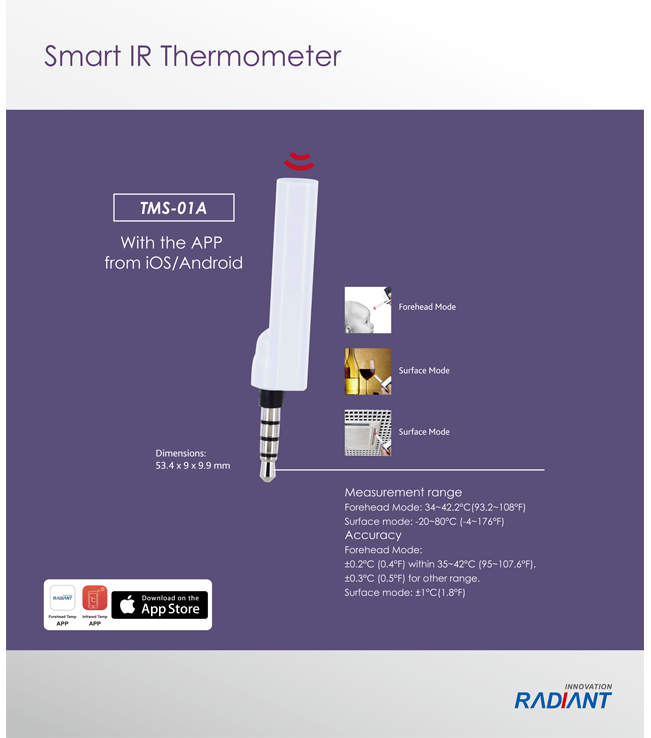 Smart IR Thermometer
TMS-01A
With the APP
from iOS/Android
Forehead Mode
Surface Mode
Surface Mode
Dimensions:
53.4 x 9 x 9.9 mm
Measurement range
Forehead Mode: 34~42.2°C(93.2~108°F)
Surface mode: -20~80°C (-4~176°F)
Accuracy
Forehead Mode:
±0.2°C (0.4°F) within 35~42°C (95~107.6°F),
±0.3°C (0.5°F) for other range.
Surface mode: ±1°C(1.8°F)
RADIANT
Forehead Temp
APP
Infrared Temp
APP
Download on the
App Store
INNOVATION
RADIANT